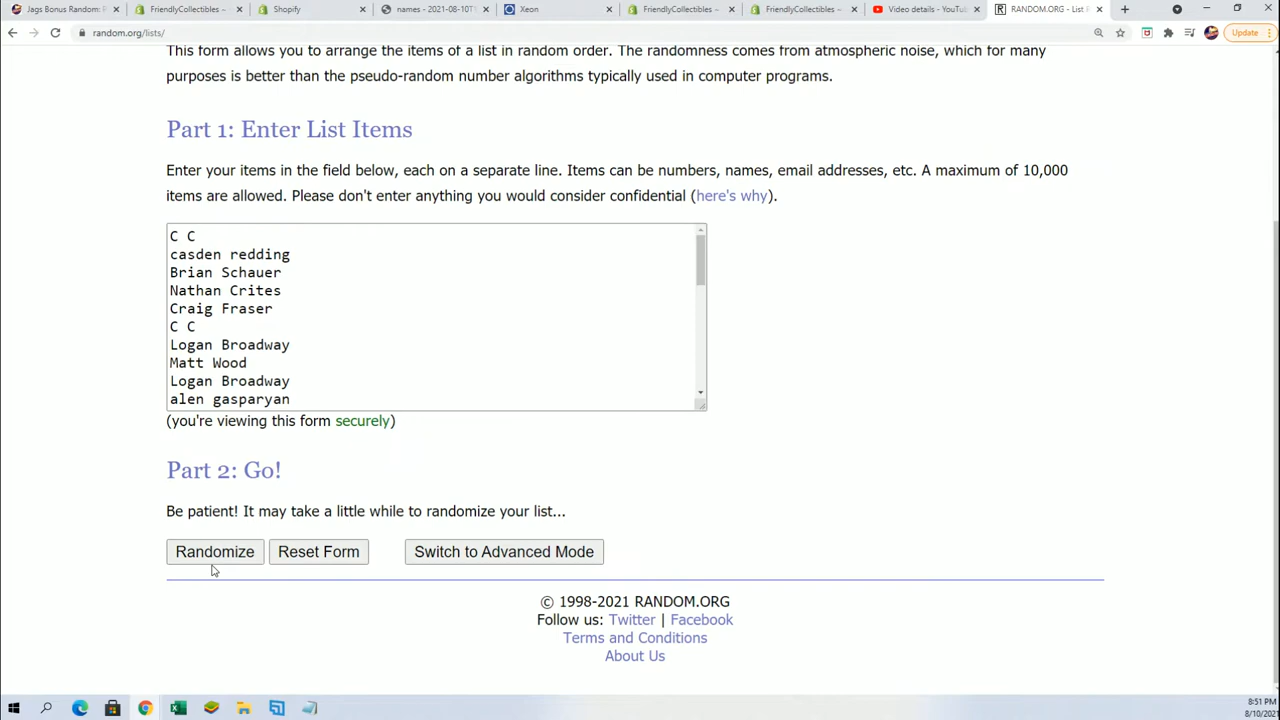 Jags Bonus Random: R
FriendlyCollectibles ~
Shopify
names - 2021-08-10T1
Xeon
FriendlyCollectibles ~
FriendlyCollectibles ~
Video details - YouTu
RANDOM.ORG - List R
random.org/lists/
Update
This form allows you to arrange the items of a list in random order. The randomness comes from atmospheric noise, which for many
purposes is better than the pseudo-random number algorithms typically used in computer programs.
Part 1: Enter List Items
Enter your items in the field below, each on a separate line. Items can be numbers, names, email addresses, etc. A maximum of 10,000
items are allowed. Please don't enter anything you would consider confidential (here's why).
C C
casden redding
Brian Schauer
Nathan Crites
Craig Fraser
C C
Logan Broadway
Matt Wood
Logan Broadway
alen gasparyan
(you're viewing this form securely)
Part 2: Go!
Be patient! It may take a little while to randomize your list...
Randomize
Reset Form
Switch to Advanced Mode
© 1998-2021 RANDOM.ORG
Follow us: Twitter | Facebook
Terms and Conditions
About Us
8:51 PM
8/10/2021